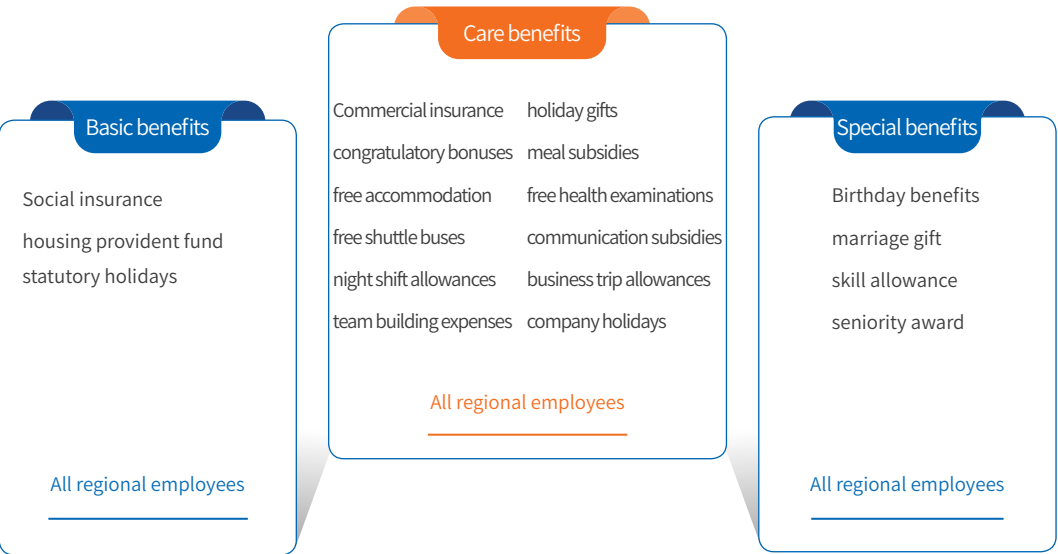 Basic benefits
Social insurance
housing provident fund
statutory holidays
All regional employees
Care benefits
Commercial insurance holiday gifts
congratulatory bonuses meal subsidies
free accommodation free health examinations
free shuttle buses communication subsidies
night shift allowances business trip allowances
team building expenses company holidays
All regional employees
Special benefits
Birthday benefits
marriage gift
skill allowance
seniority award
All regional employees